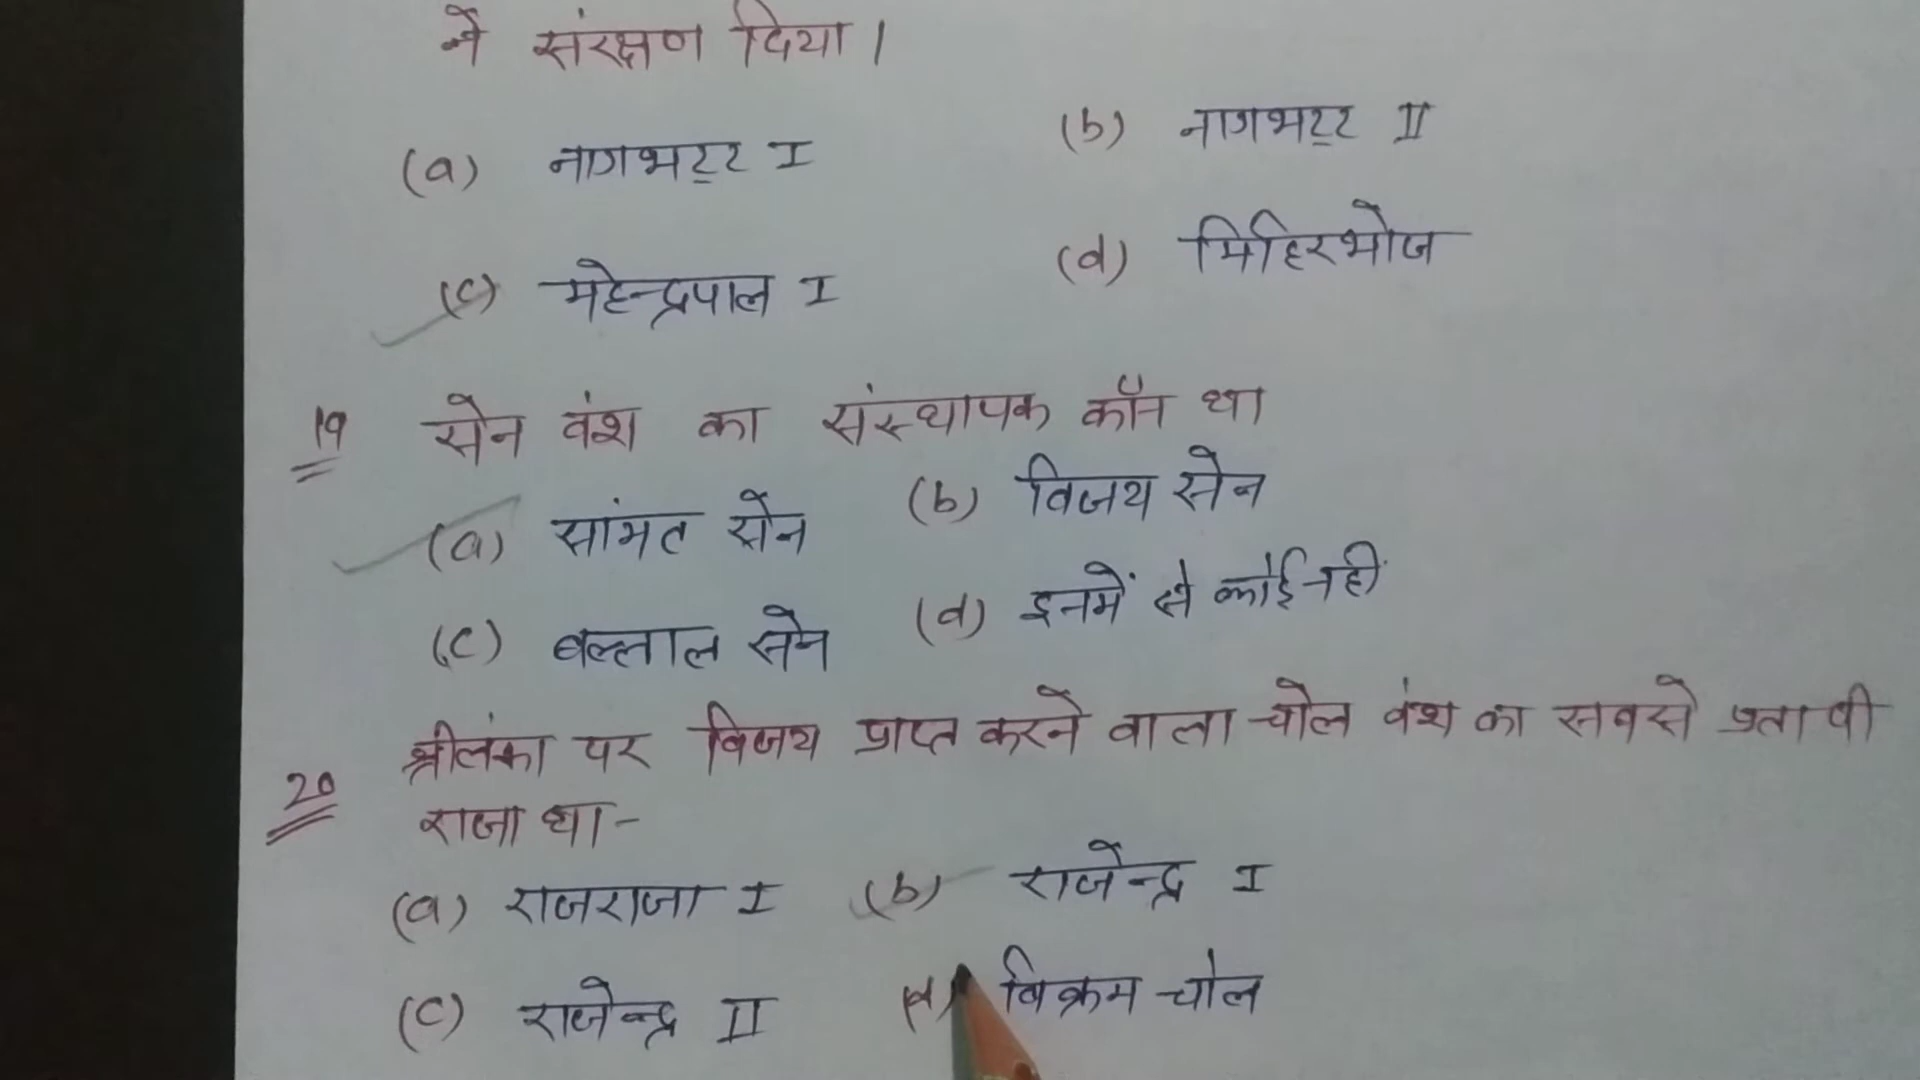 ने संरक्षण दिया।
(a) नागभट्ट I (b) नागभट्ट II
(c) महेन्द्रपाल I (d) मिहिरभोज
19 सेन वंश का संस्थापक कौन था
(a) सांमत सेन (b) विजय सेन
(c) बल्लाल सेन (d) इनमें से कोई नहीं
20 श्रीलंका पर विजय प्राप्त करने वाला चोल वंश का सबसे प्रतापी
राजा था-
(a) राजराजा I (b) राजेन्द्र I
(c) राजेन्द्र II (d) विक्रम चोल